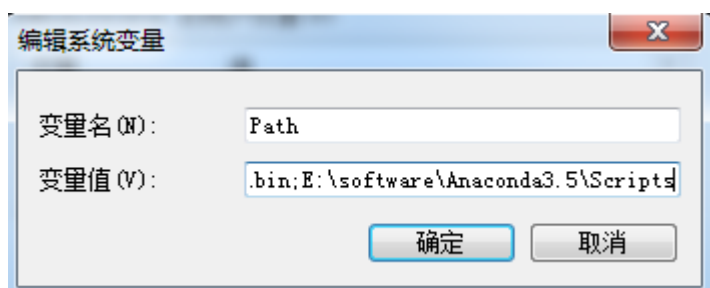 编辑系统变量
变量名(N):
Path
变量值(V):
.bin;E:\software\Anaconda3.5\Scripts
确定
取消